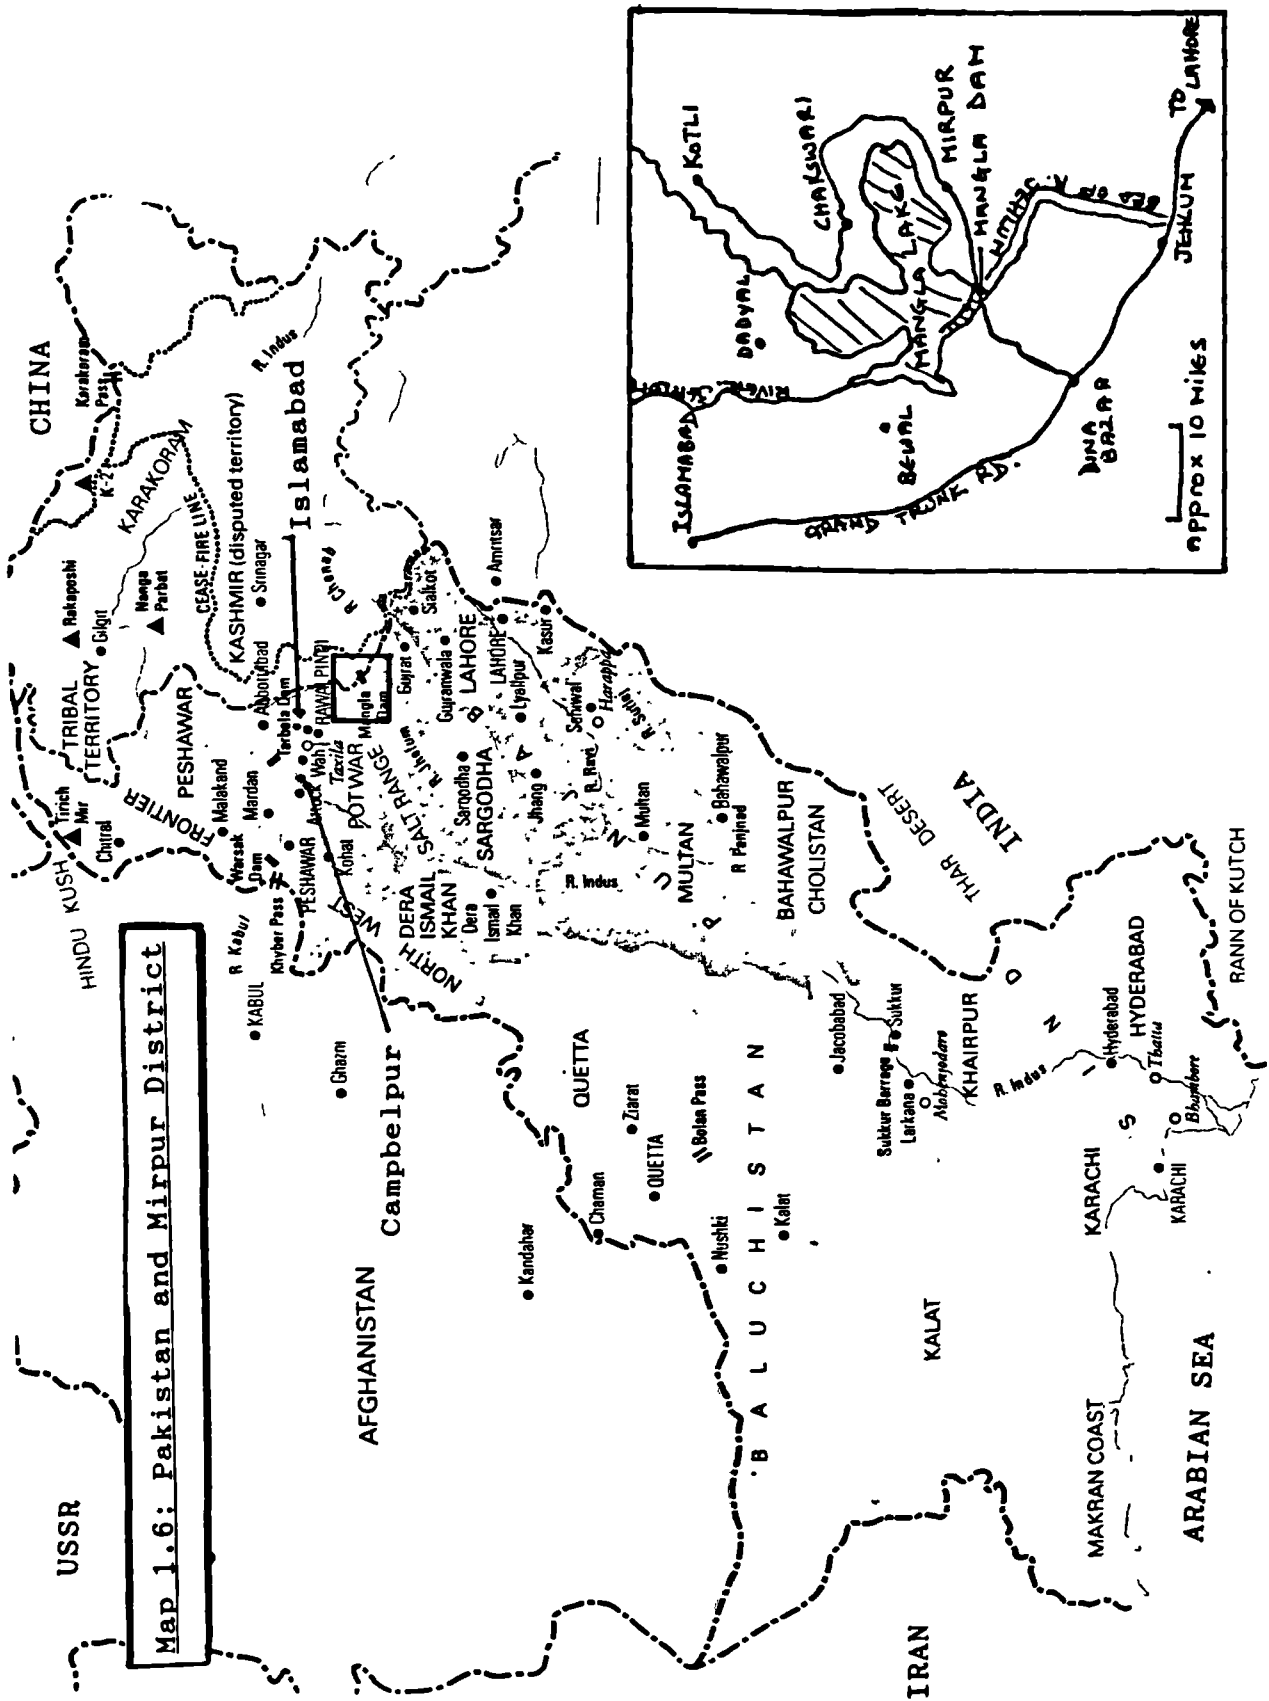 Map 1.6: Pakistan and Mirpur District
USSR
CHINA
HINDU KUSH
Tirich
Mir
Chitral
TRIBAL
TERRITORY
Rakaposhi
Gilgit
Nanga
Parbat
K-2
Karakoram
Pass
KARAKORAM
CEASE-FIRE LINE
KASHMIR (disputed territory)
Srinagar
R. Indus
Islamabad
FRONTIER
PESHAWAR
Malakand
Mardan
Warsak
Dam
Abbottabad
Tarbela Dam
R Kabul
KABUL
Khyber Pass
PESHAWAR
Attock
Wah
Taxila
RAWALPINDI
Kohat
POTWAR
Mangla
Dam
R Chenab
Ghazni
Campbelpur
NORTH
WEST
DERA
ISMAIL
KHAN
Dera
Ismail
Khan
SALT RANGE
R. Jhelum
Gujrat
Sialkot
Gujranwala
Sargodha
SARGODHA
LAHORE
LAHORE
Amritsar
Lyallpur
Kasur
Jhang
R. Ravi
Sahiwal
Harappa
R. Sutlej
R. Indus
PUNJAB
Multan
MULTAN
Bahawalpur
R Panjnad
BAHAWALPUR
CHOLISTAN
THAR DESERT
INDIA
AFGHANISTAN
Kandahar
Chaman
QUETTA
Ziarat
QUETTA
Bolan Pass
Nushki
Kalat
BALUCHISTAN
KALAT
Jacobabad
Sukkur Barrage
Sukkur
Larkana
Mohenjodaro
KHAIRPUR
R. Indus
SIND
Hyderabad
HYDERABAD
Thatta
Bhambore
KARACHI
KARACHI
RANN OF KUTCH
MAKRAN COAST
ARABIAN SEA
IRAN
ISLAMABAD
GRAND TRUNK RD.
BEWAL
DADYAL
KOTLI
CHAKSWARI
MANGLA LAKE
MIRPUR
MANGLA DAM
BED OF R. JEHLUM
DINA
BAZAR
JEHLUM
TO
LAHORE
APPROX 10 MILES